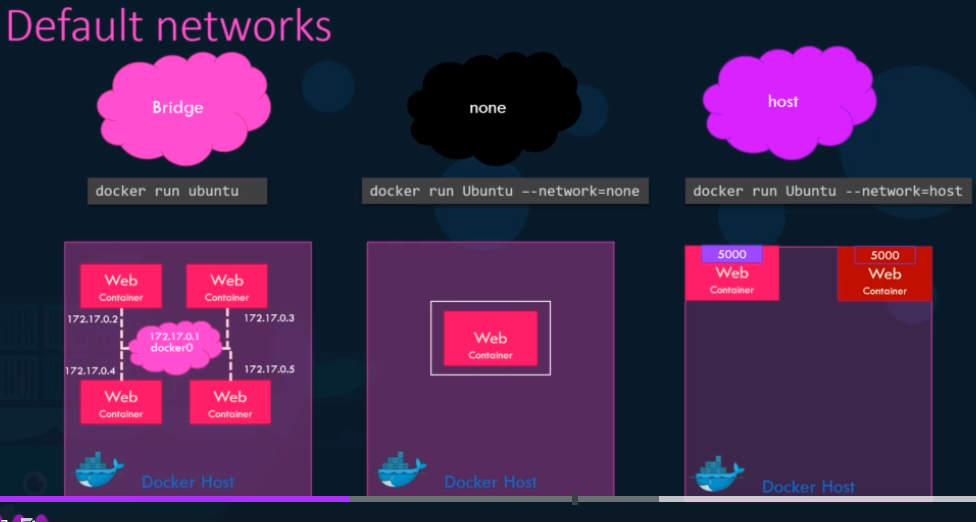 Default networks
Bridge
none
host
docker run ubuntu
docker run Ubuntu --network=none
docker run Ubuntu --network=host
Web
Container
Web
Container
172.17.0.2
172.17.0.3
172.17.0.1
docker0
172.17.0.4
172.17.0.5
Web
Container
Web
Container
Docker Host
Web
Container
Docker Host
5000
Web
Container
5000
Web
Container
Docker Host